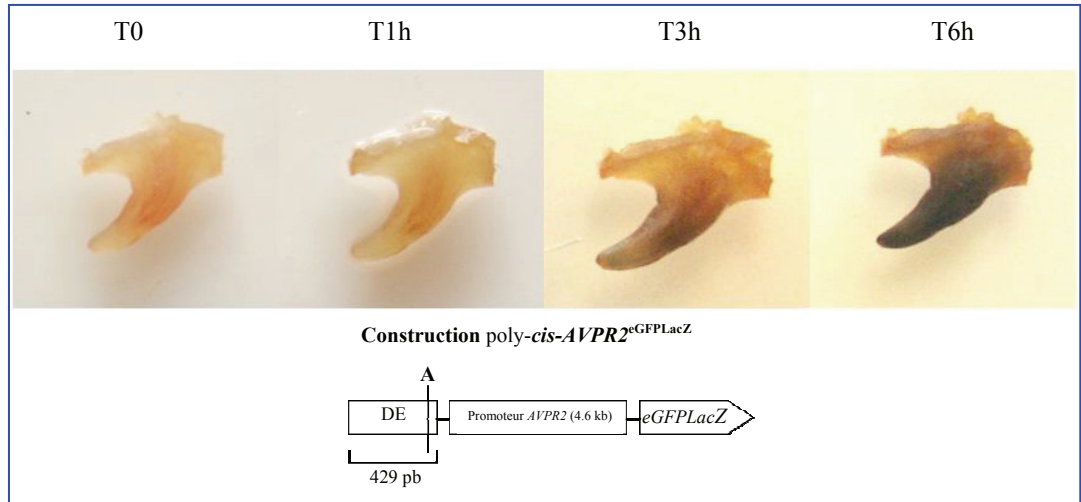 T0 T1h T3h T6h
Construction poly-cis-AVPR2eGFPLacZ
A
DE Promoteur AVPR2 (4.6 kb) eGFPLacZ
429 pb